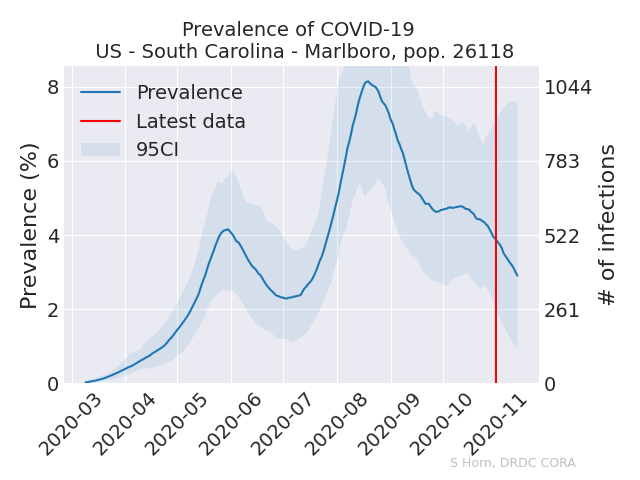 Prevalence of COVID-19
US - South Carolina - Marlboro, pop. 26118
Prevalence
Latest data
95CI
Prevalence (%)
8
6
4
2
0
1044
783
522
261
0
# of infections
2020-03
2020-04
2020-05
2020-06
2020-07
2020-08
2020-09
2020-10
2020-11
S Horn, DRDC CORA